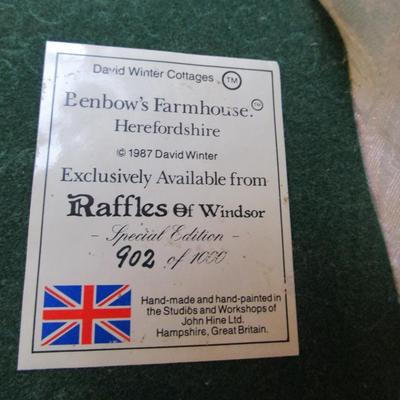 David Winter Cottages ™
Benbow's Farmhouse.™
Herefordshire
© 1987 David Winter
Exclusively Available from
Raffles Of Windsor
- Special Edition -
902 of 1000
Hand-made and hand-painted in
the Studios and Workshops of
John Hine Ltd.
Hampshire, Great Britain.